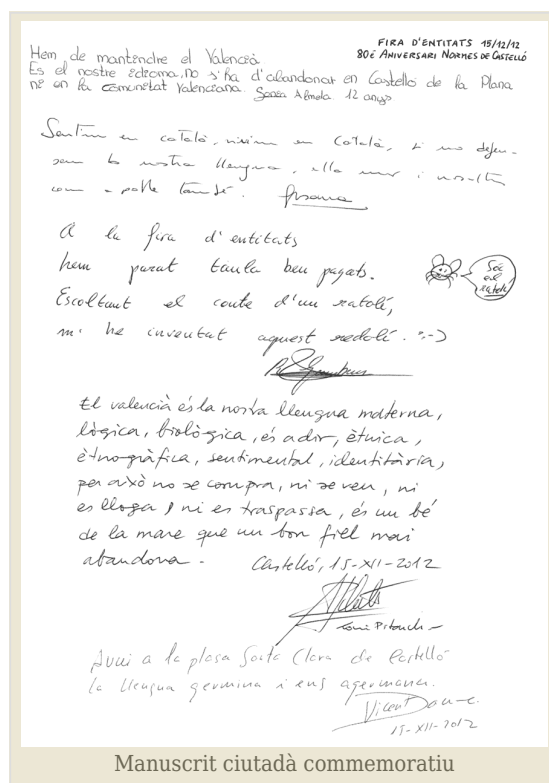 FIRA D'ENTITATS 15/12/12
80è ANIVERSARI NORMES DE CASTELLÓ
Hem de mantendre el Valencià
Es el nostre idioma, no s'ha d'abandonar en Castelló de la Plana
ni en la comunitat Valenciana. Almela 12 anys
Sentim en català, vivim en Català, si no defen-
sem la nostra llengua, ella mor i nosaltres
com a poble també.
A la fira d'entitats
hem parat taula ben pagats.
Escoltant el conte d'un ratolí,
m'he inventat aquest redolí. :-)
Sóc
el
ratolí
El valencià és la nostra llengua materna,
lògica, biològica, és a dir, ètnica,
etnogràfica, sentimental, identitària,
per això no se compra, ni se ven, ni
es lloga, ni es traspassa, és un bé
de la mare que un bon fill mai
abandona.
Castelló, 15-XII-2012
Toni Pitarch
Avui a la plasa Santa Clara de Castelló
la llengua germina i ens agermana.
Vicent
15-XII-2012
Manuscrit ciutadà commemoratiu